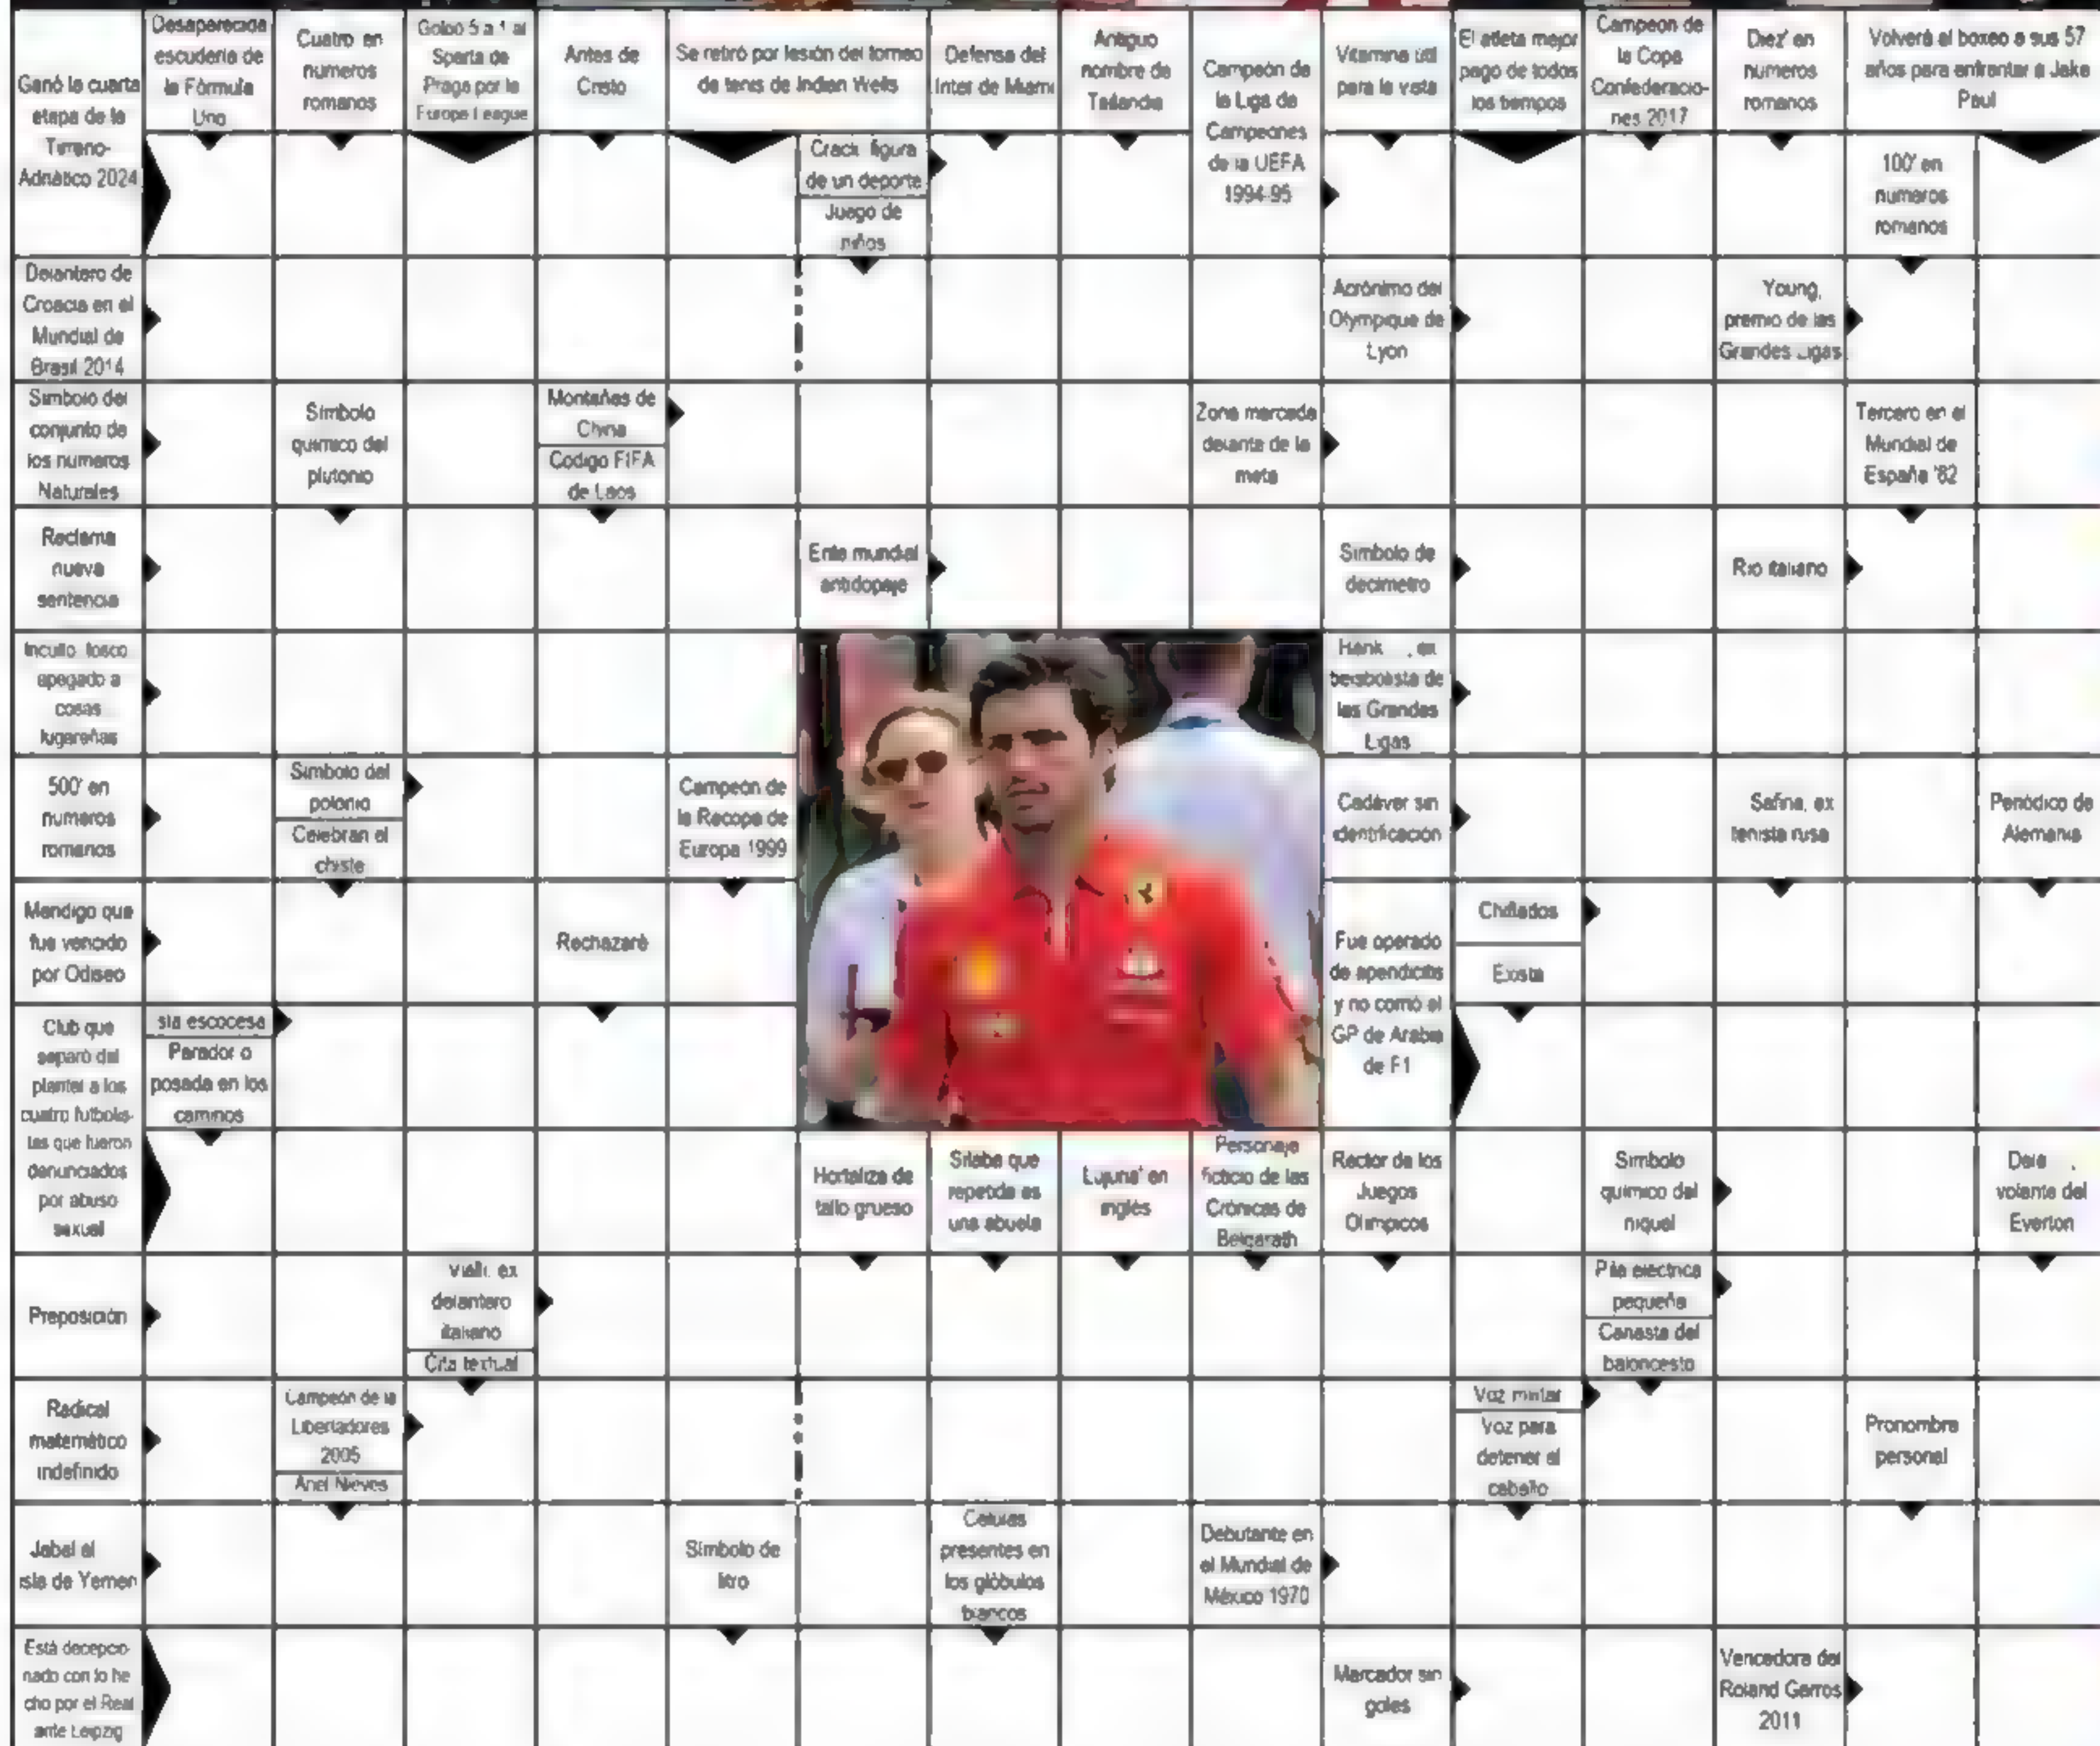 Ganó la cuarta
etapa de la
Tirreno-
Adriático 2024
Desaparecida
escudería de
la Fórmula
Uno
Cuatro en
números
romanos
Goleó 5 a 1 al
Sparta de
Praga por la
Europa League
Antes de
Cristo
Se retiró por lesión del torneo
de tenis de Indian Wells
Defensa del
Inter de Miami
Antiguo
nombre de
Tailandia
Campeón de
la Liga de
Campeones
de la UEFA
1994-95
Vitamina útil
para la vista
El atleta mejor
pago de todos
los tiempos
Campeón de
la Copa
Confederacio-
nes 2017
'Diez' en
números
romanos
Volverá al boxeo a sus 57
años para enfrentar a Jake
Paul
Crack, figura
de un deporte
Juego de
niños
'100' en
números
romanos
Delantero de
Croacia en el
Mundial de
Brasil 2014
Acrónimo del
Olympique de
Lyon
Young,
premio de las
Grandes Ligas
Símbolo del
conjunto de
los números
Naturales
Símbolo
químico del
plutonio
Montañas de
China
Código FIFA
de Laos
Zona marcada
delante de la
meta
Tercero en el
Mundial de
España '82
Reclama
nueva
sentencia
Ente mundial
antidopaje
Símbolo de
decímetro
Río italiano
Inculto, tosco,
apegado a
cosas
lugareñas
Hank , ex
beisbolista de
las Grandes
Ligas
'500' en
números
romanos
Símbolo del
polonio
Celebran el
chiste
Campeón de
la Recopa de
Europa 1999
Cadáver sin
identificación
Safina, ex
tenista rusa
Periódico de
Alemania
Mendigo que
fue vencido
por Odiseo
Rechazaré
Fue operado
de apendicitis
y no corrió el
GP de Arabia
de F1
Chiflados
Exista
Club que
separó del
plantel a los
cuatro futbolis-
tas que fueron
denunciados
por abuso
sexual
sla escocesa
Parador o
posada en los
caminos
Hortaliza de
tallo grueso
Sílaba que
repetida es
una abuela
'Lujuria' en
inglés
Personaje
ficticio de las
Crónicas de
Belgarath
Rector de los
Juegos
Olímpicos
Símbolo
químico del
níquel
Dele ,
volante del
Everton
Preposición
Vialli, ex
delantero
italiano
Cita textual
Pila eléctrica
pequeña
Canasta del
baloncesto
Radical
matemático
indefinido
Campeón de la
Libertadores
2005
Ariel Nieves
Voz militar
Voz para
detener al
caballo
Pronombre
personal
Jabal al
isla de Yemen
Símbolo de
litro
Células
presentes en
los glóbulos
blancos
Debutante en
el Mundial de
México 1970
Está decepcio-
nado con lo he
cho por el Real
ante Leipzig
Marcador sin
goles
Vencedora del
Roland Garros
2011